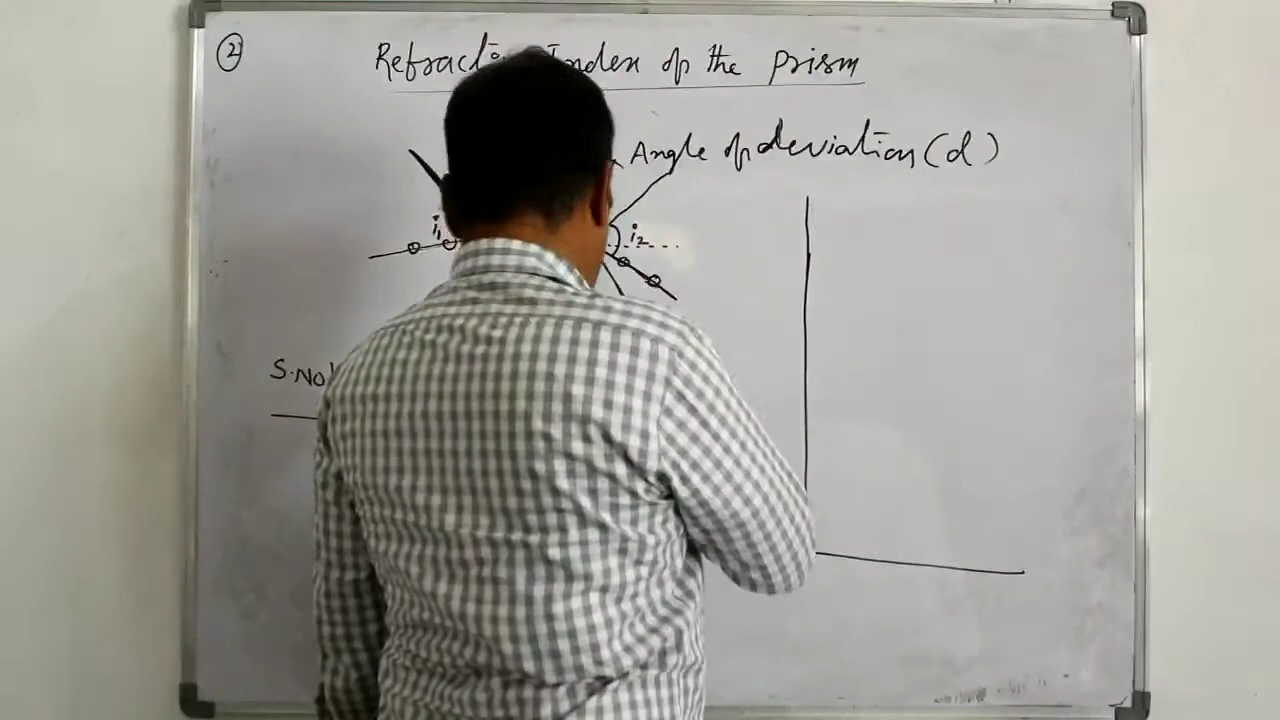 ②
Refracti Index of the Prism
Angle of deviation (d)
i₁
i₂
S.No